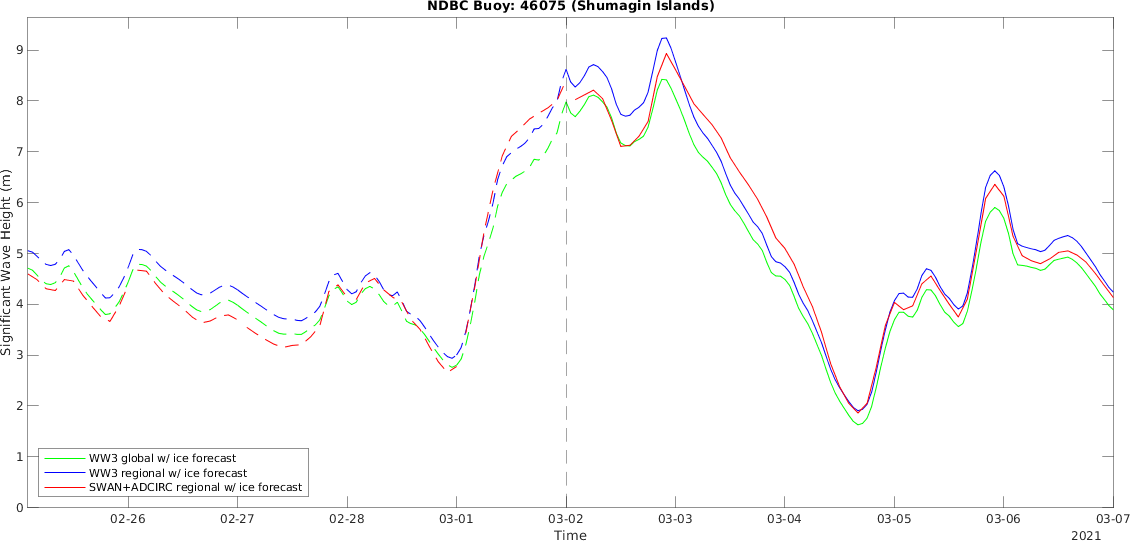 NDBC Buoy: 46075 (Shumagin Islands)
Significant Wave Height (m)
9
8
7
6
5
4
3
2
1
0
WW3 global w/ ice forecast
WW3 regional w/ ice forecast
SWAN+ADCIRC regional w/ ice forecast
02-26 02-27 02-28 03-01 03-02 03-03 03-04 03-05 03-06 03-07
Time
2021